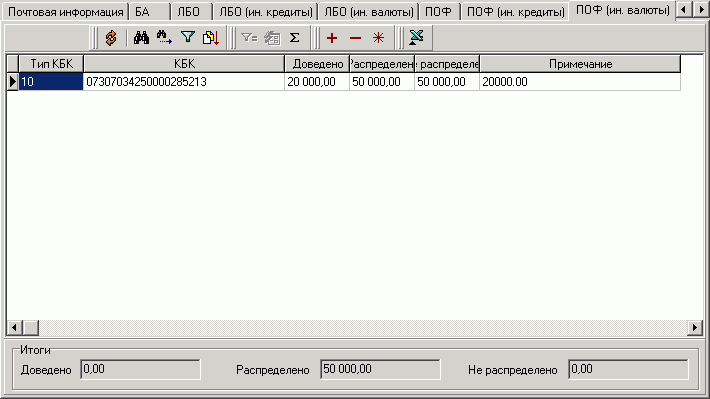 Почтовая информация БА ЛБО ЛБО (ин. кредиты) ЛБО (ин. валюты) ПОФ ПОФ (ин. кредиты) ПОФ (ин. валюты)
Тип КБК КБК Доведено Распределен распределе Примечание
10 07307034250000285213 20 000,00 50 000,00 50 000,00 20000.00
Итоги
Доведено 0,00 Распределено 50 000,00 Не распределено 0,00